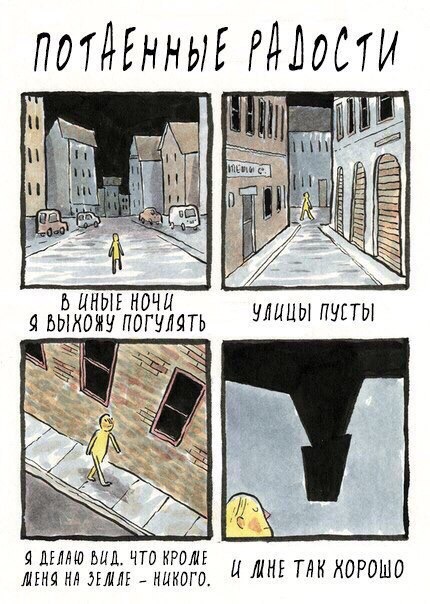 ПОТАЕННЫЕ РАДОСТИ
В ИНЫЕ НОЧИ
Я ВЫХОЖУ ПОГУЛЯТЬ
УЛИЦЫ ПУСТЫ
Я ДЕЛАЮ ВИД, ЧТО КРОМЕ
МЕНЯ НА ЗЕМЛЕ – НИКОГО.
И МНЕ ТАК ХОРОШО